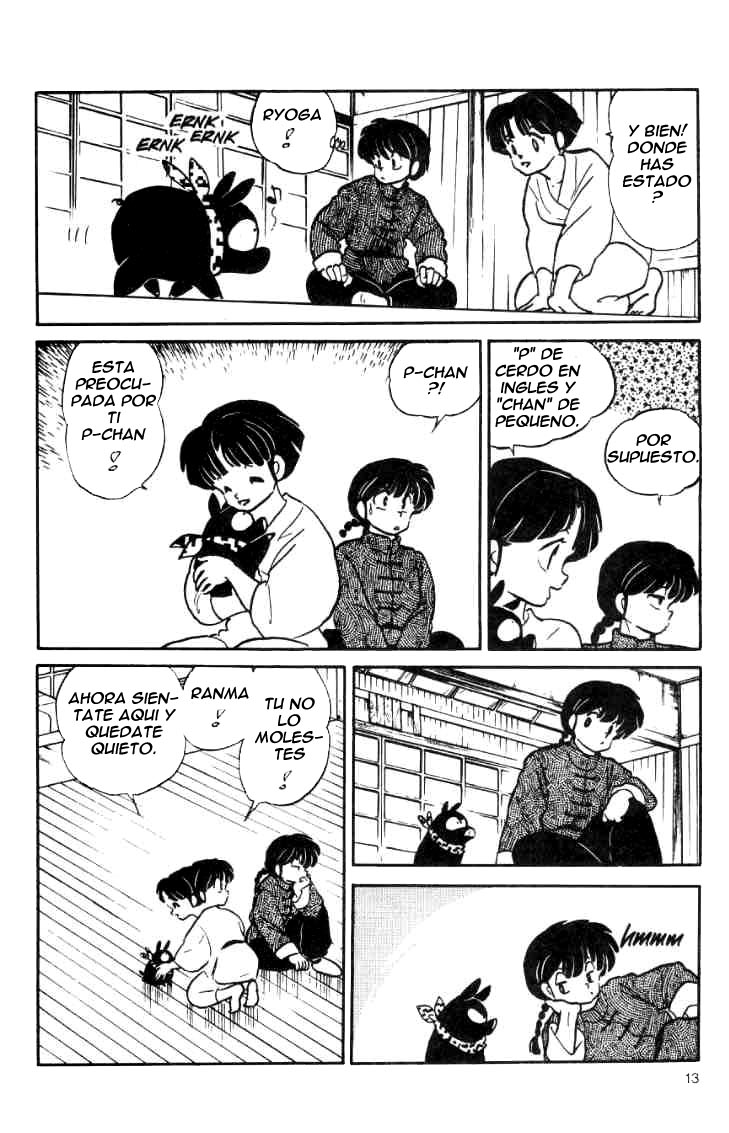 ERNK
ERNK
ERNK
RYOGA
!
Y BIEN!
DONDE
HAS
ESTADO
?
ESTA
PREOCU-
PADA POR
TI
P-CHAN
!
P-CHAN
?!
"P" DE
CERDO EN
INGLES Y
"CHAN" DE
PEQUENO.
POR
SUPUESTO.
AHORA SIEN-
TATE AQUI Y
QUEDATE
QUIETO.
RANMA
!
TU NO
LO
MOLES-
TES
!
hmmm
13